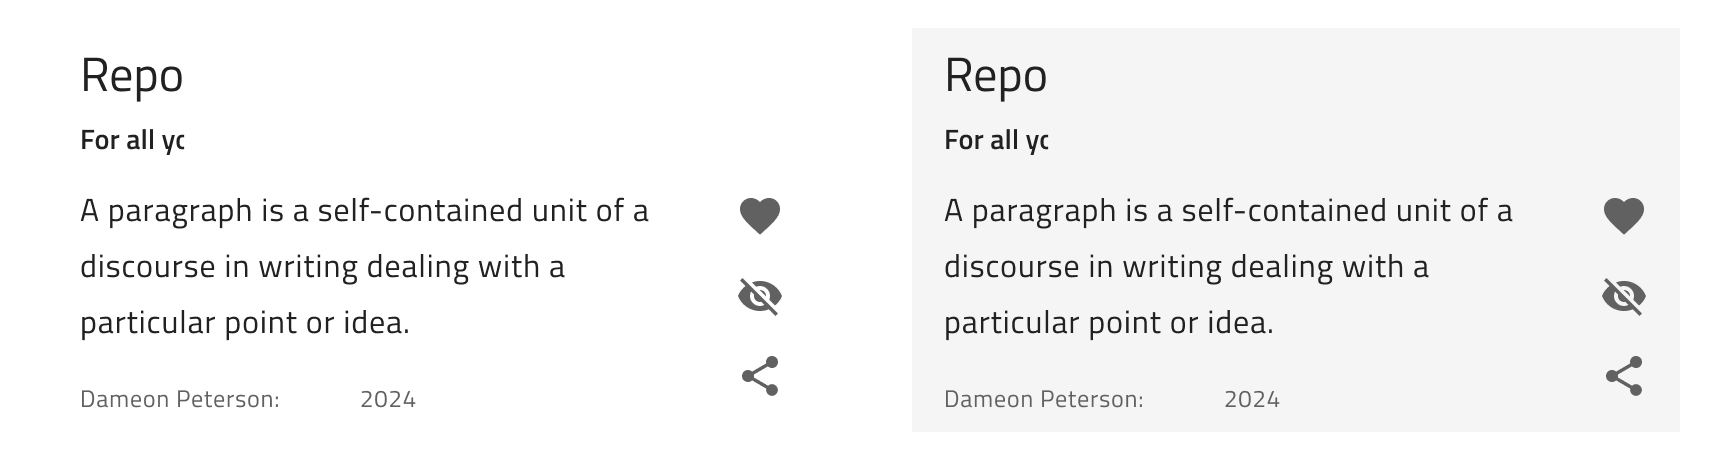 Repo
For all
A paragraph is a self-contained unit of a
discourse in writing dealing with a
particular point or idea.
Dameon Peterson: 2024
Repo
For all
A paragraph is a self-contained unit of a
discourse in writing dealing with a
particular point or idea.
Dameon Peterson: 2024